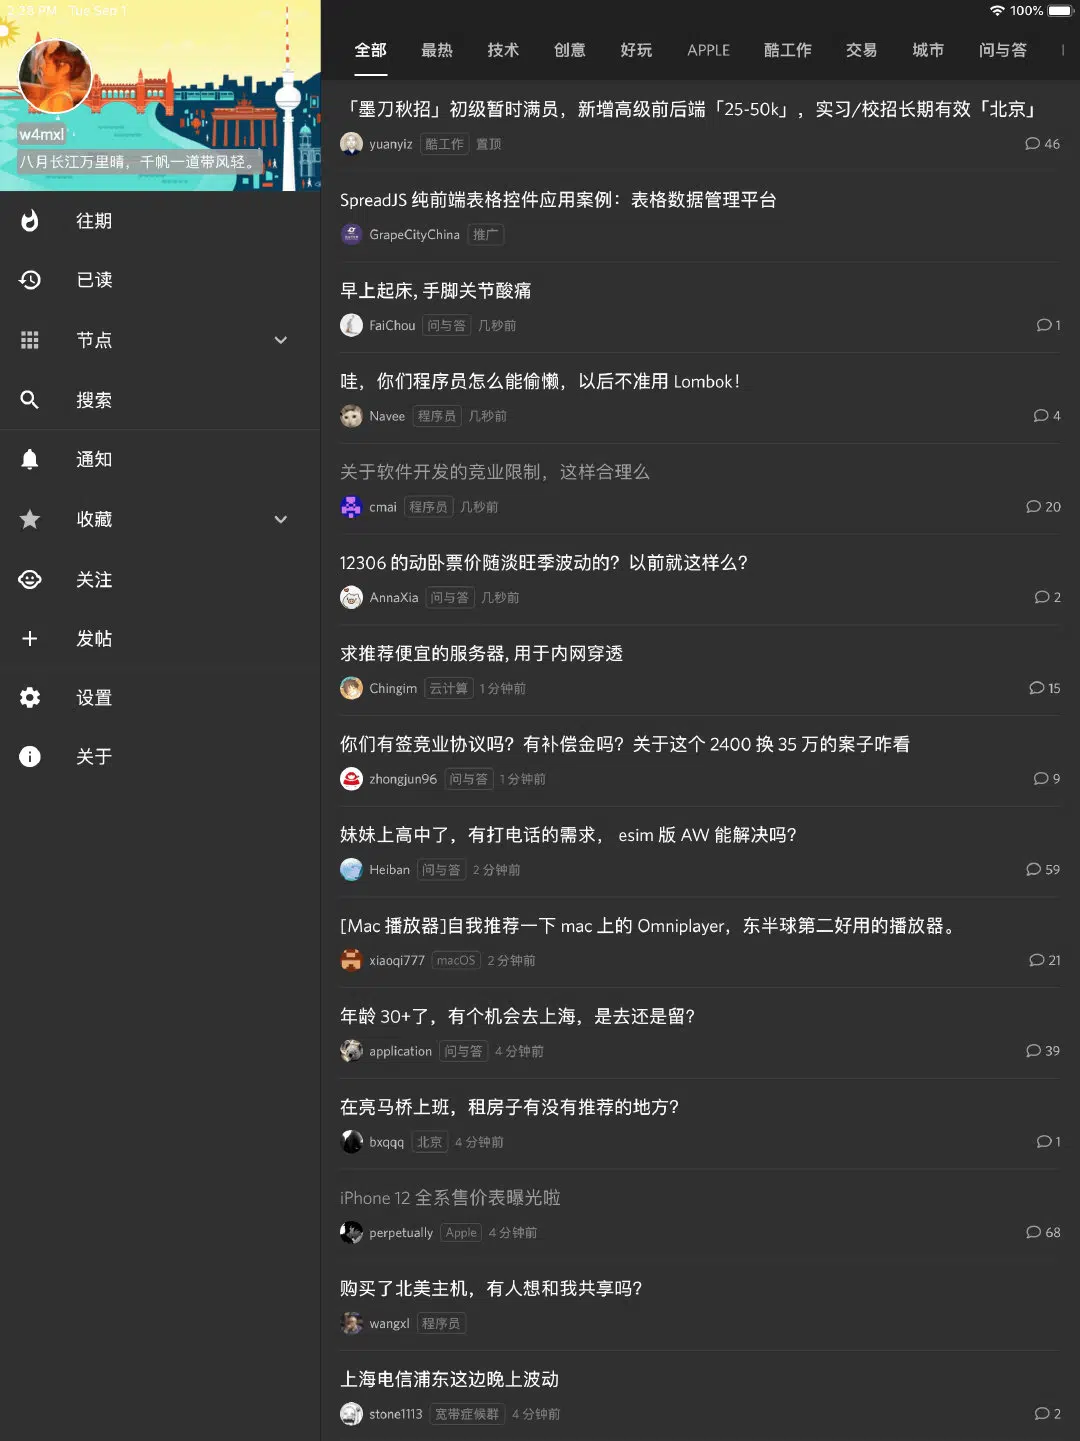 2:38 PM Tue Sep 1
100%
w4mxl
八月长江万里晴，千帆一道带风轻。
往期
已读
节点
搜索
通知
收藏
关注
发帖
设置
关于
全部 最热 技术 创意 好玩 APPLE 酷工作 交易 城市 问与答
「墨刀秋招」初级暂时满员，新增高级前后端「25-50k」，实习/校招长期有效「北京」
yuanyiz 酷工作 置顶 46
SpreadJS 纯前端表格控件应用案例：表格数据管理平台
GrapeCityChina 推广
早上起床, 手脚关节酸痛
FaiChou 问与答 几秒前 1
哇，你们程序员怎么能偷懒，以后不准用 Lombok！
Navee 程序员 几秒前 4
关于软件开发的竞业限制，这样合理么
cmai 程序员 几秒前 20
12306 的动卧票价随淡旺季波动的？以前就这样么？
AnnaXia 问与答 几秒前 2
求推荐便宜的服务器, 用于内网穿透
Chingim 云计算 1 分钟前 15
你们有签竞业协议吗？有补偿金吗？关于这个 2400 换 35 万的案子咋看
zhongjun96 问与答 1 分钟前 9
妹妹上高中了，有打电话的需求， esim 版 AW 能解决吗？
Heiban 问与答 2 分钟前 59
[Mac 播放器]自我推荐一下 mac 上的 Omniplayer，东半球第二好用的播放器。
xiaoqi777 macOS 2 分钟前 21
年龄 30+了，有个机会去上海，是去还是留？
application 问与答 4 分钟前 39
在亮马桥上班，租房子有没有推荐的地方？
bxqqq 北京 4 分钟前 1
iPhone 12 全系售价表曝光啦
perpetually Apple 4 分钟前 68
购买了北美主机，有人想和我共享吗？
wangxl 程序员
上海电信浦东这边晚上波动
stone1113 宽带症候群 4 分钟前 2